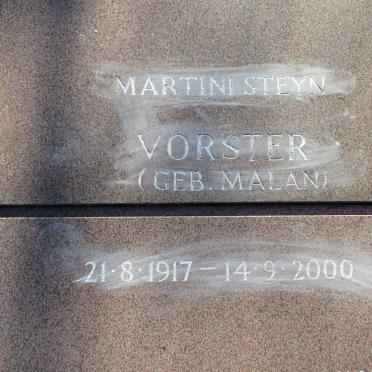 MARTINI STEYN
VORSTER
(GEB. MALAN)
21·8·1917 – 14·9·2000